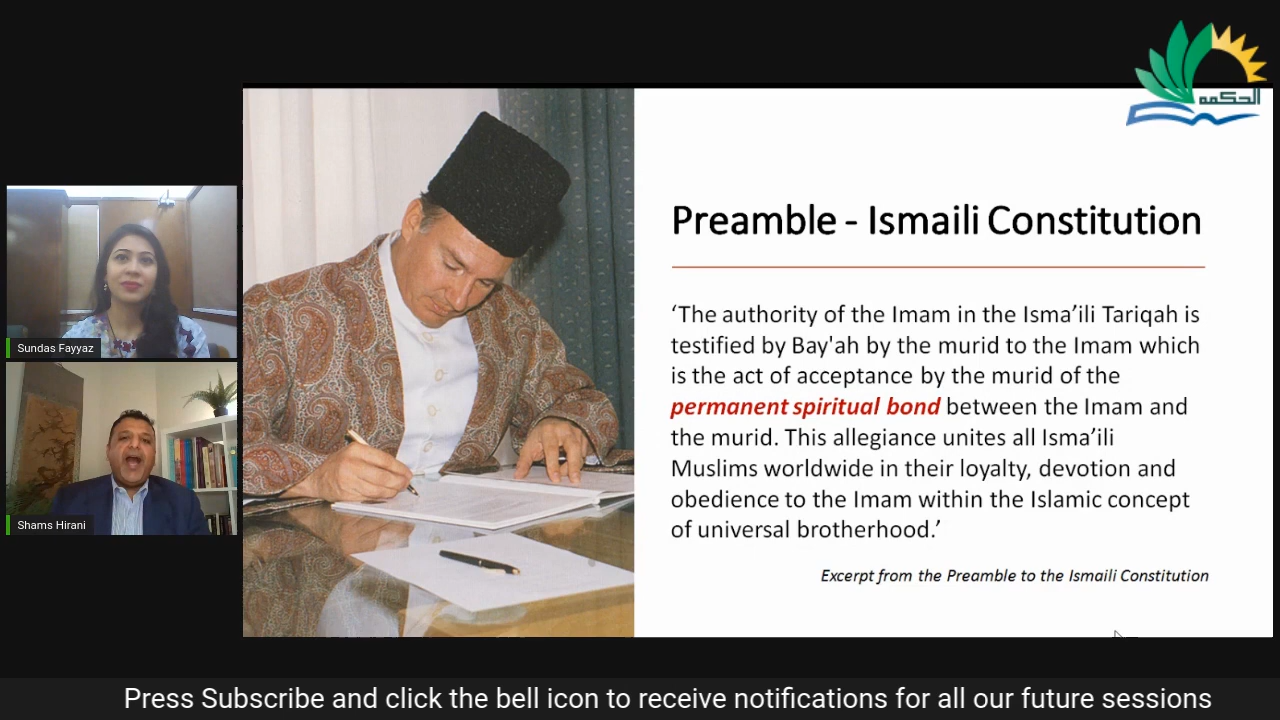 الحكمه
Preamble - Ismaili Constitution
‘The authority of the Imam in the Isma’ili Tariqah is
testified by Bay'ah by the murid to the Imam which
is the act of acceptance by the murid of the
permanent spiritual bond between the Imam and
the murid. This allegiance unites all Isma’ili
Muslims worldwide in their loyalty, devotion and
obedience to the Imam within the Islamic concept
of universal brotherhood.’
Excerpt from the Preamble to the Ismaili Constitution
Sundas Fayyaz
Shams Hirani
Press Subscribe and click the bell icon to receive notifications for all our future sessions